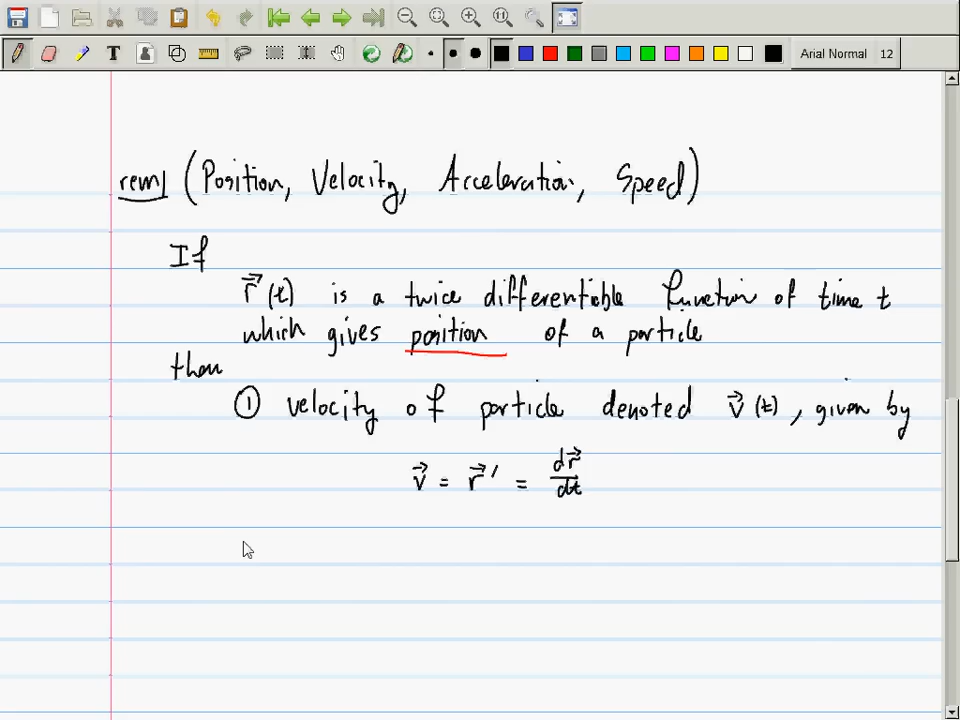 Arial Normal 12
rem| (Position, Velocity, Acceleration, Speed)
If
r⃗(t) is a twice differentiable function of time t
which gives position of a particle
then
① velocity of particle denoted v⃗(t), given by
v⃗ = r⃗′ = dr⃗/dt